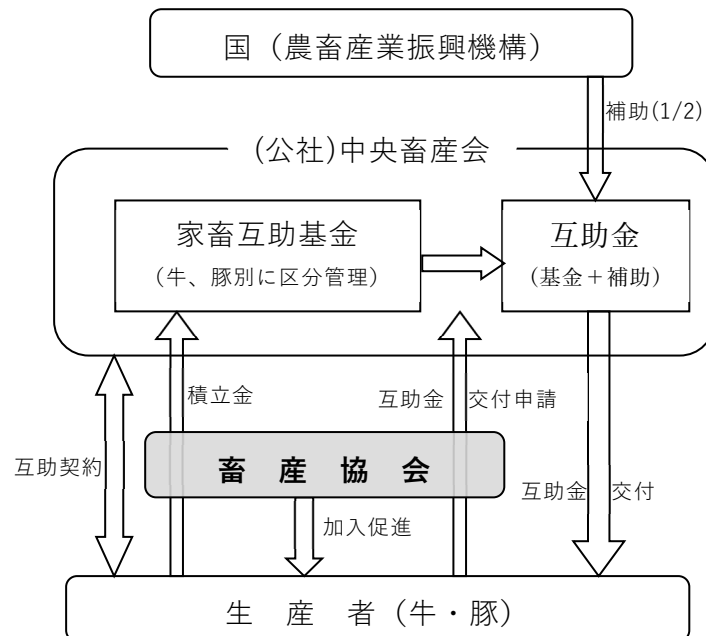 国（農畜産業振興機構）
補助(1/2)
(公社)中央畜産会
家畜互助基金
(牛、豚別に区分管理)
互助金
(基金＋補助)
積立金
互助金 交付申請
畜 産 協 会
互助契約
互助金 交付
加入促進
生 産 者（牛・豚）